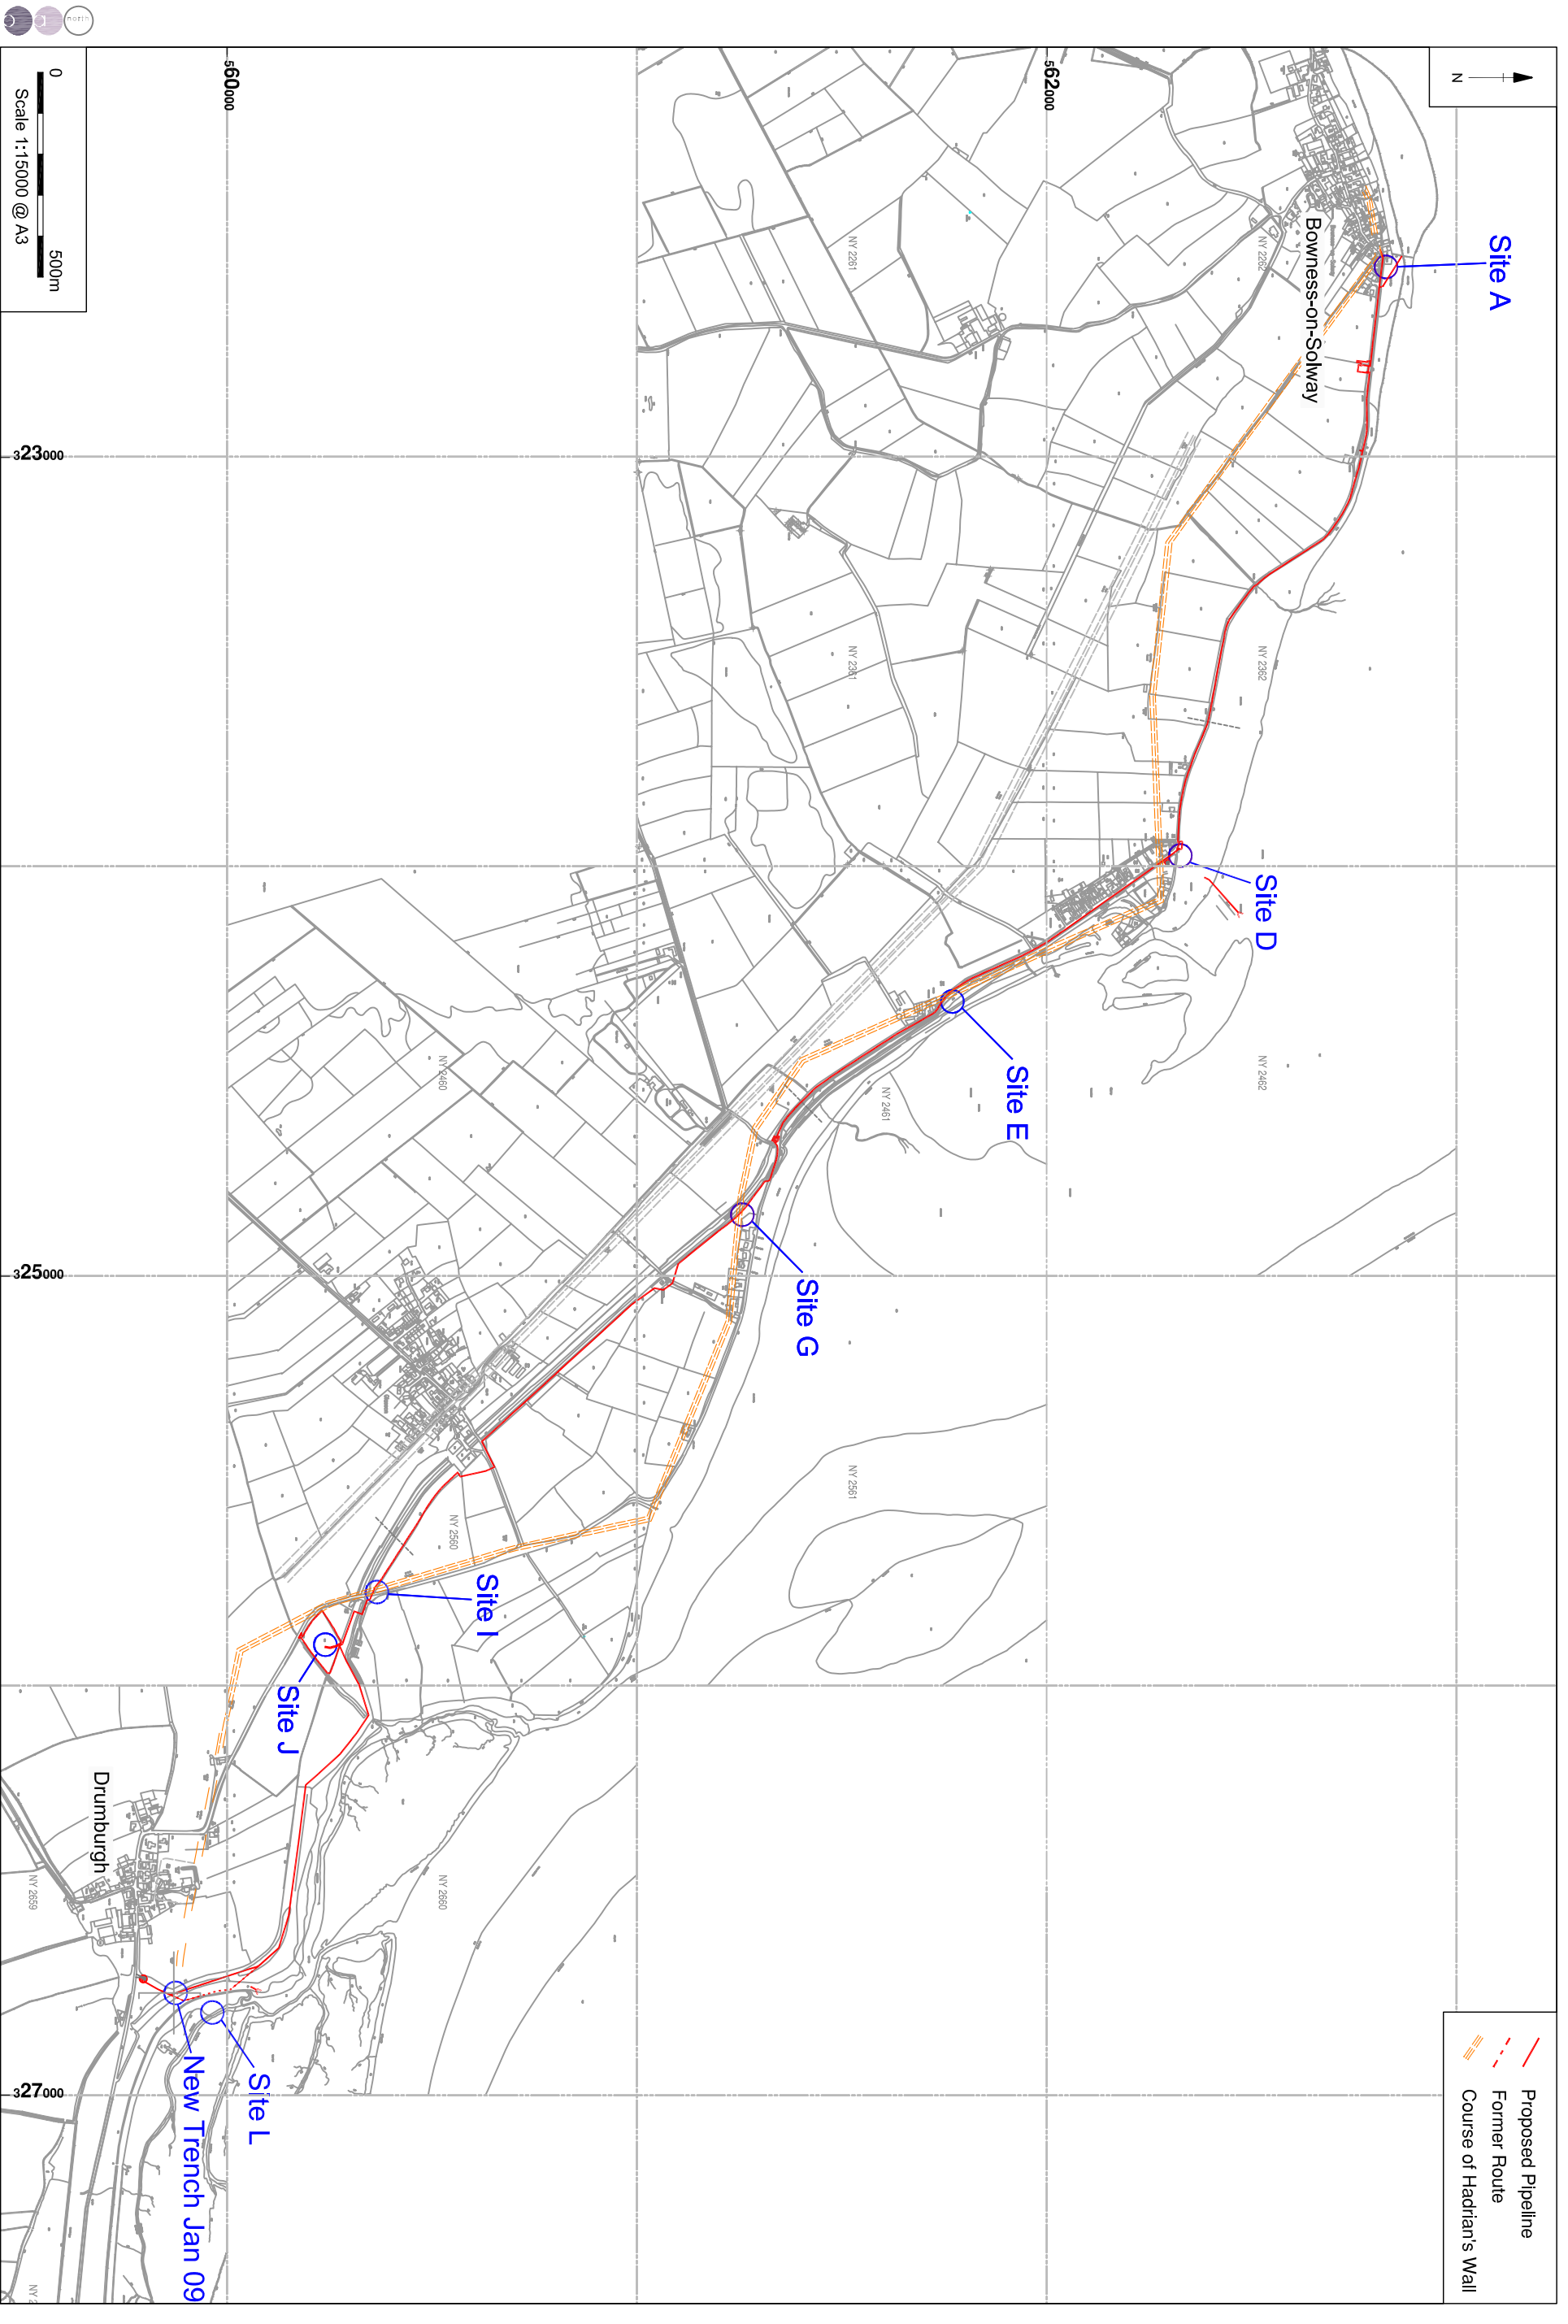 Site A
Proposed Pipeline
Former Route
Course of Hadrian's Wall
N
Bowness-on-Solway
NY 2262
NY 2362
Site D
NY 2462
562000
Site E
NY 2261
NY 2361
NY 2461
Site G
NY 2561
NY 2460
Site I
NY 2560
NY 2660
Site J
Site L
560000
New Trench Jan 09
Drumburgh
NY 2659
0
500m
Scale 1:15000 @ A3
323000
325000
327000
north